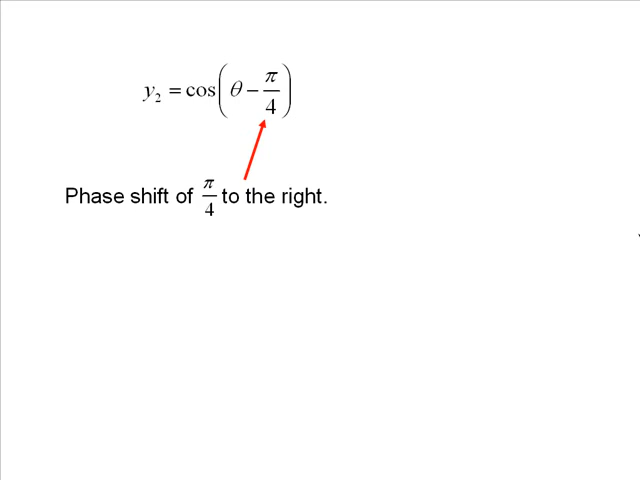 y₂ = cos(θ − π/4)
Phase shift of π/4 to the right.